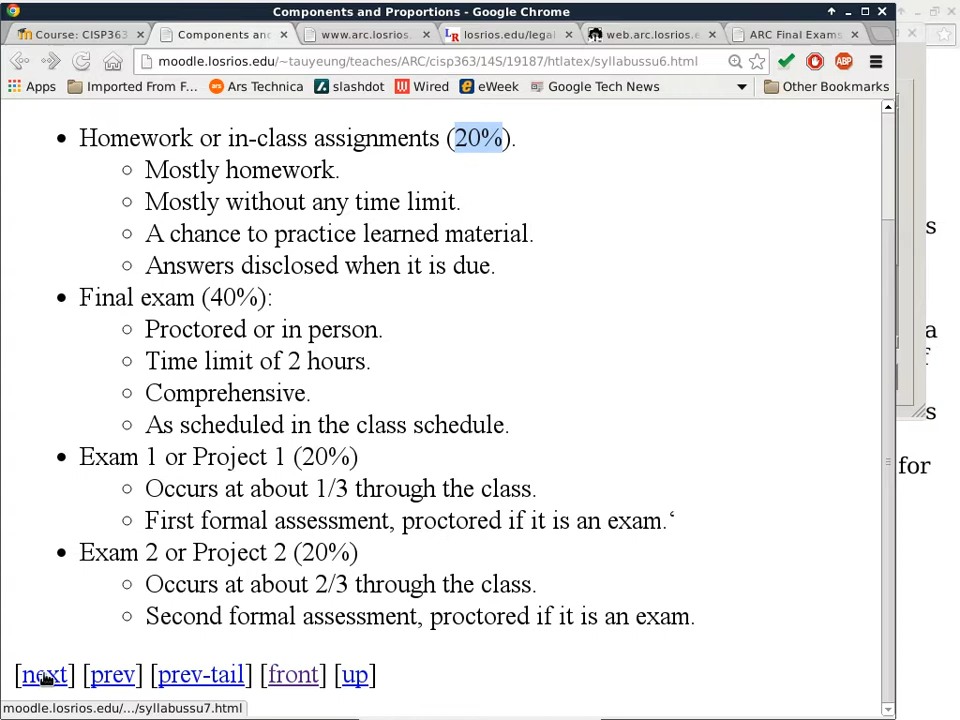 Components and Proportions - Google Chrome
Course: CISP363
Components and
www.arc.losrios.
losrios.edu/legal
web.arc.losrios.e
ARC Final Exams
moodle.losrios.edu/~tauyeung/teaches/ARC/cisp363/14S/19187/htlatex/syllabussu6.html
ABP
Apps
Imported From F...
Ars Technica
slashdot
Wired
eWeek
Google Tech News
Other Bookmarks
• Homework or in-class assignments (20%).
◦ Mostly homework.
◦ Mostly without any time limit.
◦ A chance to practice learned material.
◦ Answers disclosed when it is due.
• Final exam (40%):
◦ Proctored or in person.
◦ Time limit of 2 hours.
◦ Comprehensive.
◦ As scheduled in the class schedule.
• Exam 1 or Project 1 (20%)
◦ Occurs at about 1/3 through the class.
◦ First formal assessment, proctored if it is an exam.‘
• Exam 2 or Project 2 (20%)
◦ Occurs at about 2/3 through the class.
◦ Second formal assessment, proctored if it is an exam.
[next] [prev] [prev-tail] [front] [up]
moodle.losrios.edu/.../syllabussu7.html
s
a
s
for